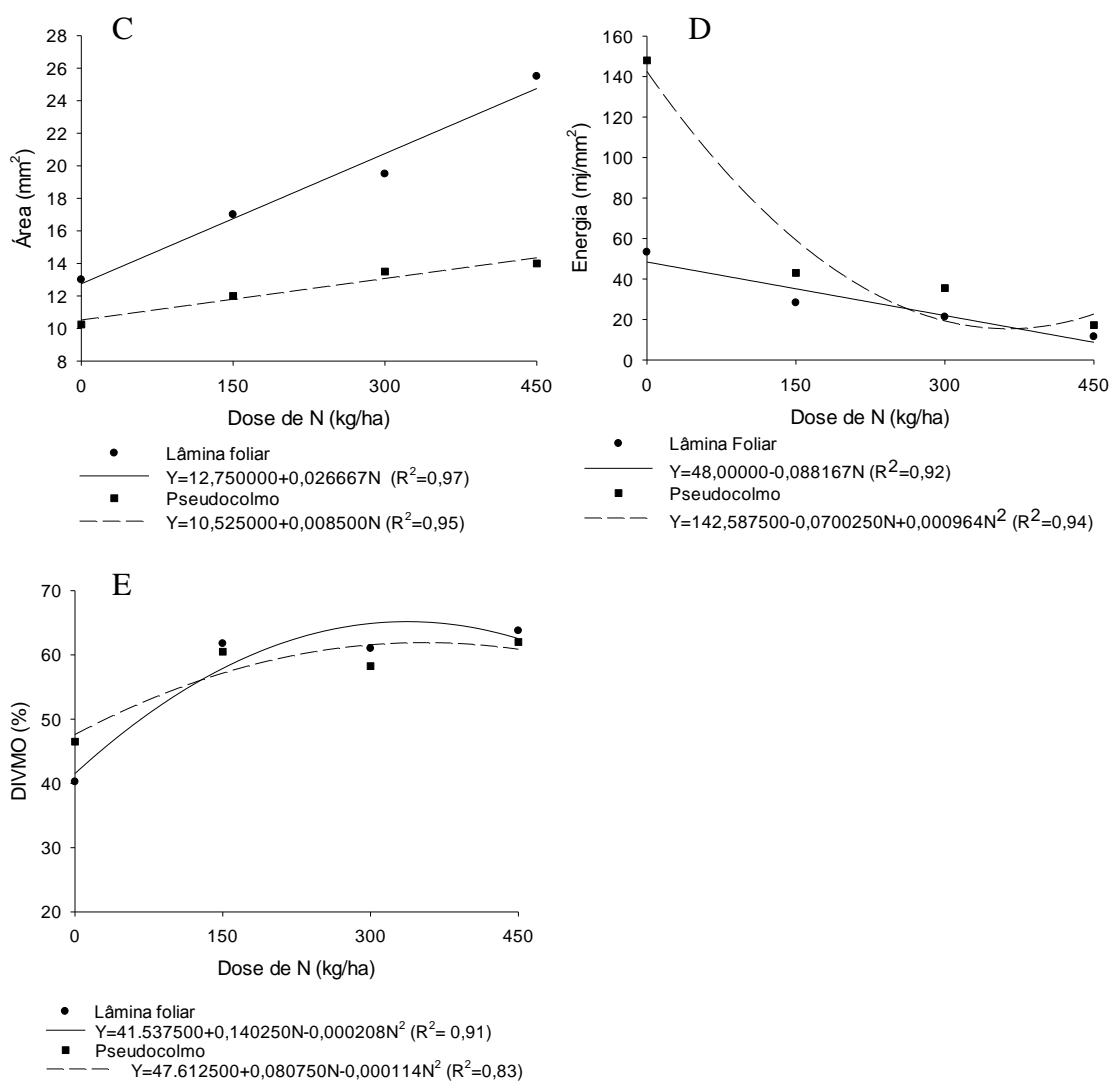 C
Área (mm²)
28
26
24
22
20
18
16
14
12
10
8
0 150 300 450
Dose de N (kg/ha)
Lâmina foliar
Y=12,750000+0,026667N (R²=0,97)
Pseudocolmo
Y=10,525000+0,008500N (R²=0,95)
D
Energia (mj/mm²)
160
140
120
100
80
60
40
20
0
0 150 300 450
Dose de N (kg/ha)
Lâmina Foliar
Y=48,00000-0,088167N (R²=0,92)
Pseudocolmo
Y=142,587500-0,0700250N+0,000964N² (R²=0,94)
E
DIVMO (%)
70
60
50
40
30
20
0 150 300 450
Dose de N (kg/ha)
Lâmina foliar
Y=41.537500+0,140250N-0,000208N² (R²= 0,91)
Pseudocolmo
Y=47.612500+0,080750N-0,000114N² (R²=0,83)